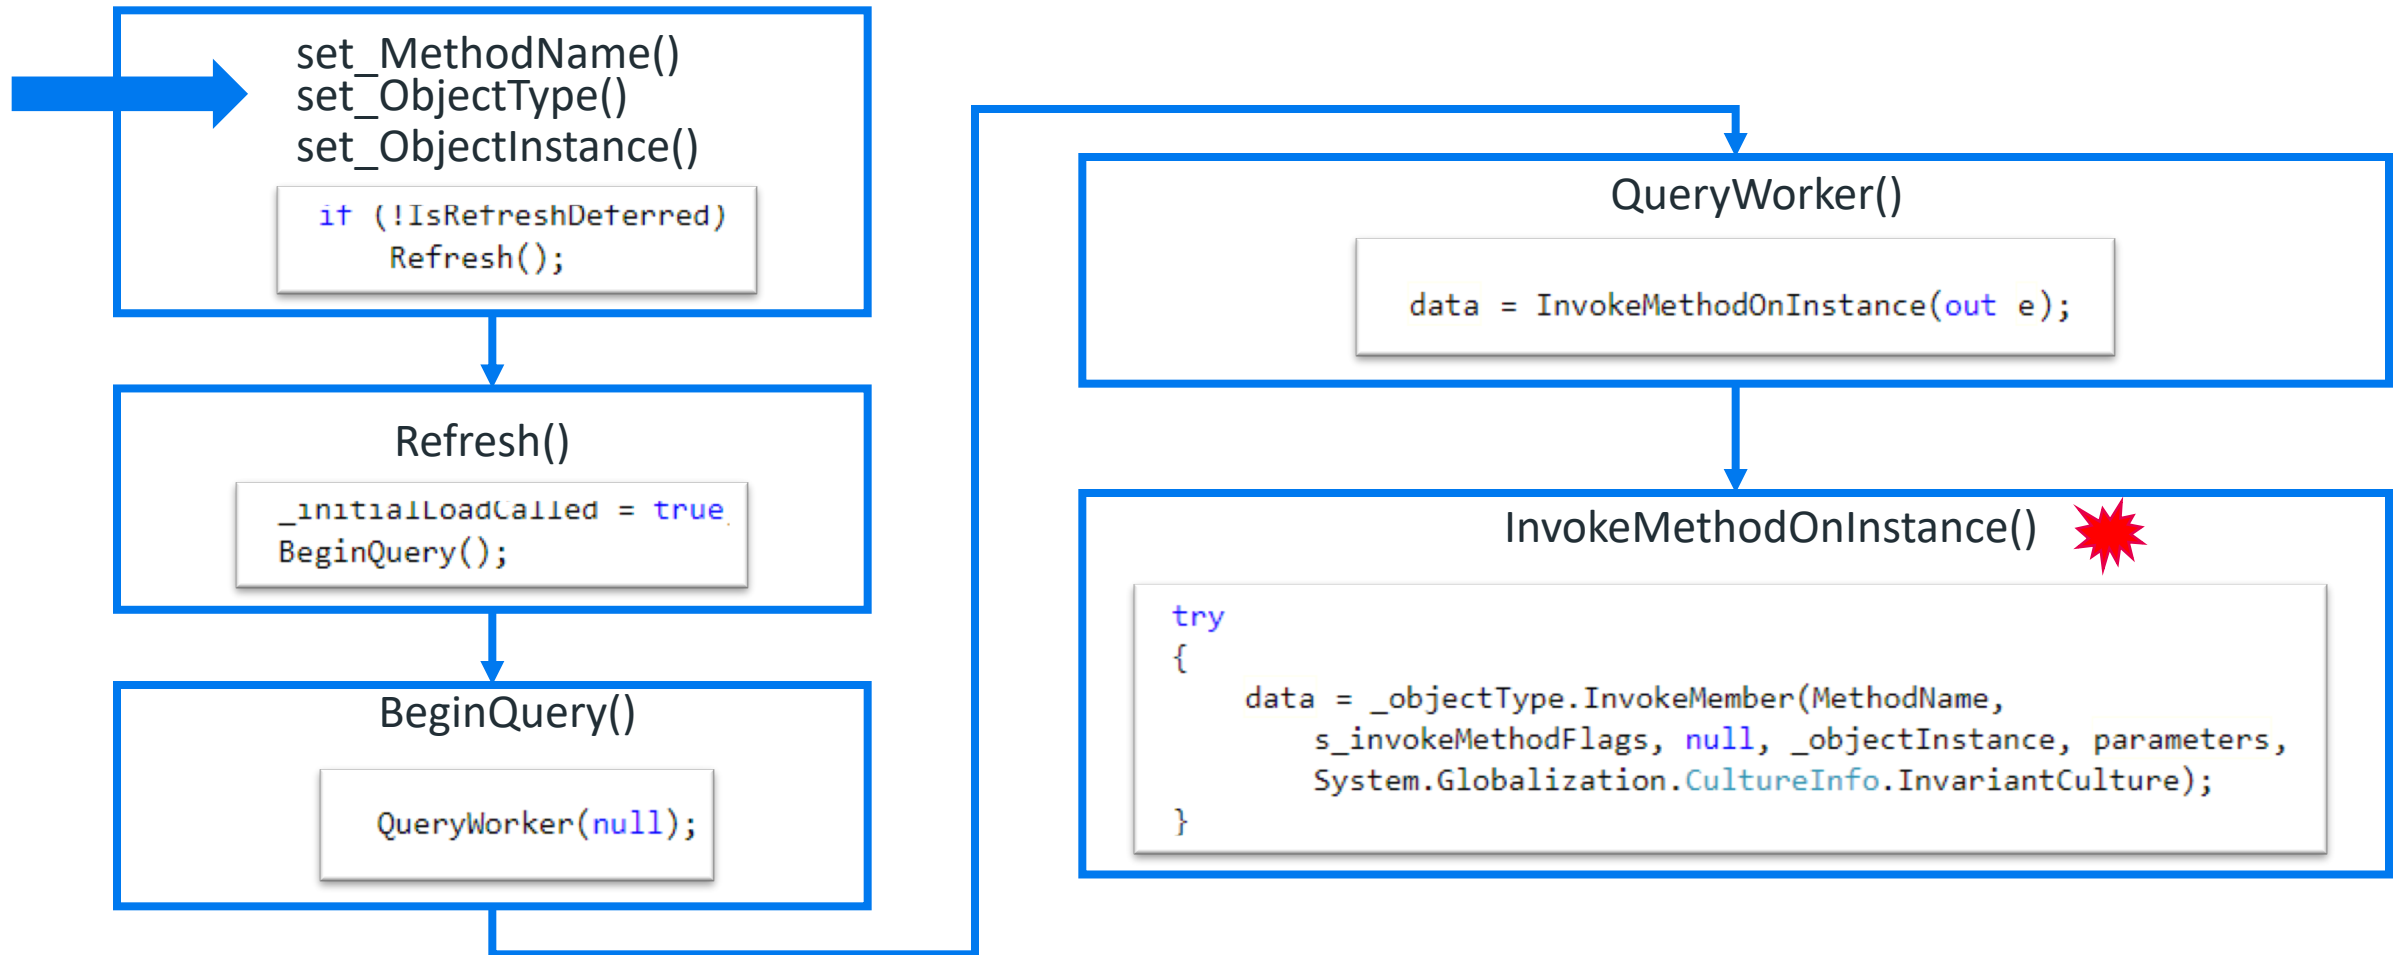 set_MethodName()
set_ObjectType()
set_ObjectInstance()
if (!IsRefreshDeferred)
Refresh();
Refresh()
_initialLoadCalled = true;
BeginQuery();
BeginQuery()
QueryWorker(null);
QueryWorker()
data = InvokeMethodOnInstance(out e);
InvokeMethodOnInstance()
try
{
data = _objectType.InvokeMember(MethodName,
s_invokeMethodFlags, null, _objectInstance, parameters,
System.Globalization.CultureInfo.InvariantCulture);
}